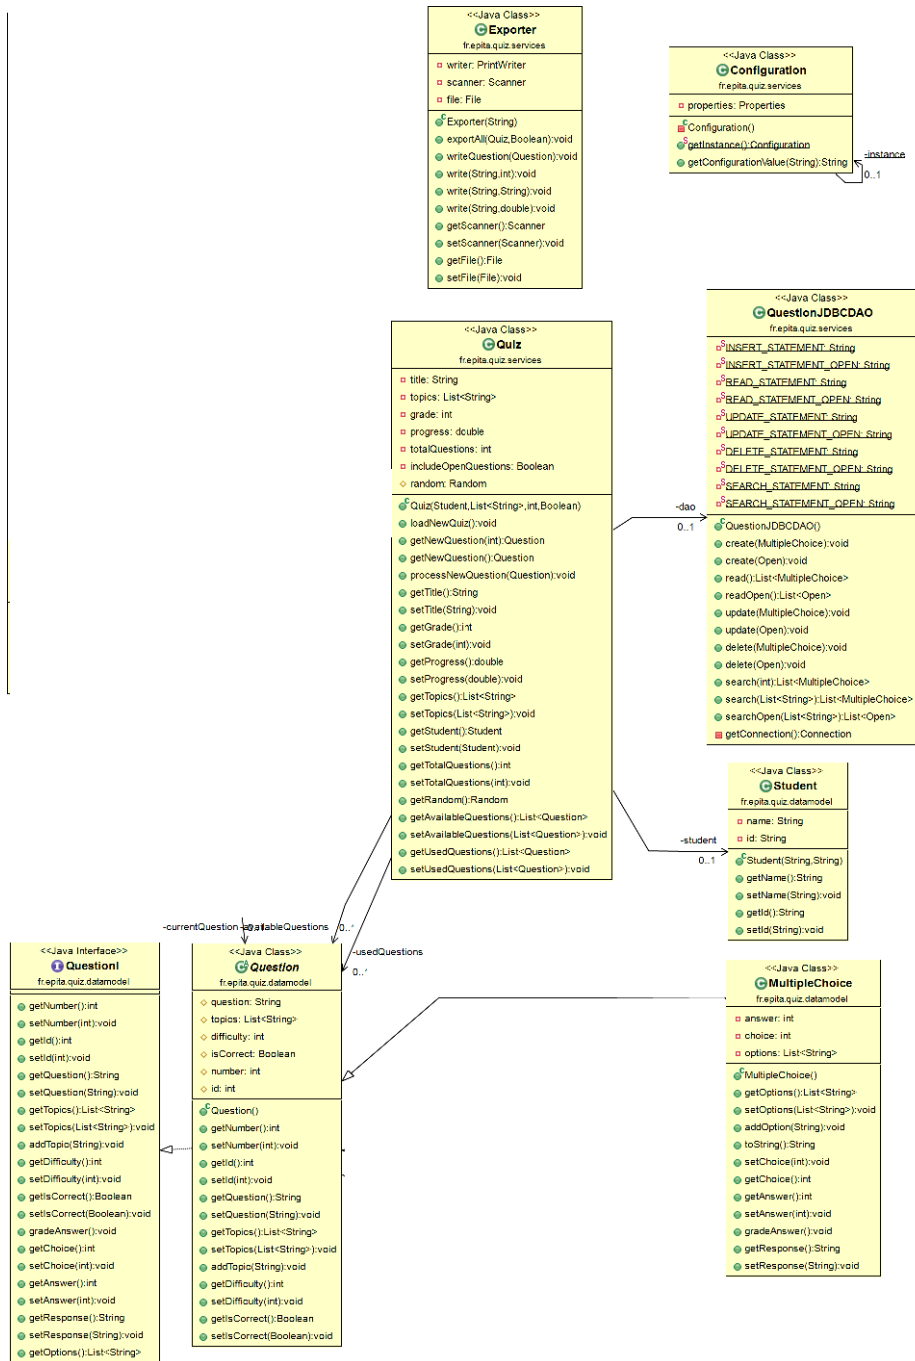 <<Java Class>>
Exporter
fr.epita.quiz.services
writer: PrintWriter
scanner: Scanner
file: File
Exporter(String)
exportAll(Quiz,Boolean):void
writeQuestion(Question):void
write(String,int):void
write(String,String):void
write(String,double):void
getScanner():Scanner
setScanner(Scanner):void
getFile():File
setFile(File):void
<<Java Class>>
Configuration
fr.epita.quiz.services
properties: Properties
Configuration()
getInstance():Configuration
getConfigurationValue(String):String
-instance
0..1
<<Java Class>>
Quiz
fr.epita.quiz.services
title: String
topics: List<String>
grade: int
progress: double
totalQuestions: int
includeOpenQuestions: Boolean
random: Random
Quiz(Student,List<String>,int,Boolean)
loadNewQuiz():void
getNewQuestion(int):Question
getNewQuestion():Question
processNewQuestion(Question):void
getTitle():String
setTitle(String):void
getGrade():int
setGrade(int):void
getProgress():double
setProgress(double):void
getTopics():List<String>
setTopics(List<String>):void
getStudent():Student
setStudent(Student):void
getTotalQuestions():int
setTotalQuestions(int):void
getRandom():Random
getAvailableQuestions():List<Question>
setAvailableQuestions(List<Question>):void
getUsedQuestions():List<Question>
setUsedQuestions(List<Question>):void
-dao
0..1
<<Java Class>>
QuestionJDBCDAO
fr.epita.quiz.services
INSERT_STATEMENT: String
INSERT_STATEMENT_OPEN: String
READ_STATEMENT: String
READ_STATEMENT_OPEN: String
UPDATE_STATEMENT: String
UPDATE_STATEMENT_OPEN: String
DELETE_STATEMENT: String
DELETE_STATEMENT_OPEN: String
SEARCH_STATEMENT: String
SEARCH_STATEMENT_OPEN: String
QuestionJDBCDAO()
create(MultipleChoice):void
create(Open):void
read():List<MultipleChoice>
readOpen():List<Open>
update(MultipleChoice):void
update(Open):void
delete(MultipleChoice):void
delete(Open):void
search(int):List<MultipleChoice>
search(List<String>):List<MultipleChoice>
searchOpen(List<String>):List<Open>
getConnection():Connection
-student
0..1
<<Java Class>>
Student
fr.epita.quiz.datamodel
name: String
id: String
Student(String,String)
getName():String
setName(String):void
getId():String
setId(String):void
-currentQuestion
0..*
-usedQuestions
0..*
<<Java Interface>>
QuestionI
fr.epita.quiz.datamodel
getNumber():int
setNumber(int):void
getId():int
setId(int):void
getQuestion():String
setQuestion(String):void
getTopics():List<String>
setTopics(List<String>):void
addTopic(String):void
getDifficulty():int
setDifficulty(int):void
getIsCorrect():Boolean
setIsCorrect(Boolean):void
gradeAnswer():void
getChoice():int
setChoice(int):void
getAnswer():int
setAnswer(int):void
getResponse():String
setResponse(String):void
getOptions():List<String>
<<Java Class>>
Question
fr.epita.quiz.datamodel
question: String
topics: List<String>
difficulty: int
isCorrect: Boolean
number: int
id: int
Question()
getNumber():int
setNumber(int):void
getId():int
setId(int):void
getQuestion():String
setQuestion(String):void
getTopics():List<String>
setTopics(List<String>):void
addTopic(String):void
getDifficulty():int
setDifficulty(int):void
getIsCorrect():Boolean
setIsCorrect(Boolean):void
<<Java Class>>
MultipleChoice
fr.epita.quiz.datamodel
answer: int
choice: int
options: List<String>
MultipleChoice()
getOptions():List<String>
setOptions(List<String>):void
addOption(String):void
toString():String
setChoice(int):void
getChoice():int
getAnswer():int
setAnswer(int):void
gradeAnswer():void
getResponse():String
setResponse(String):void